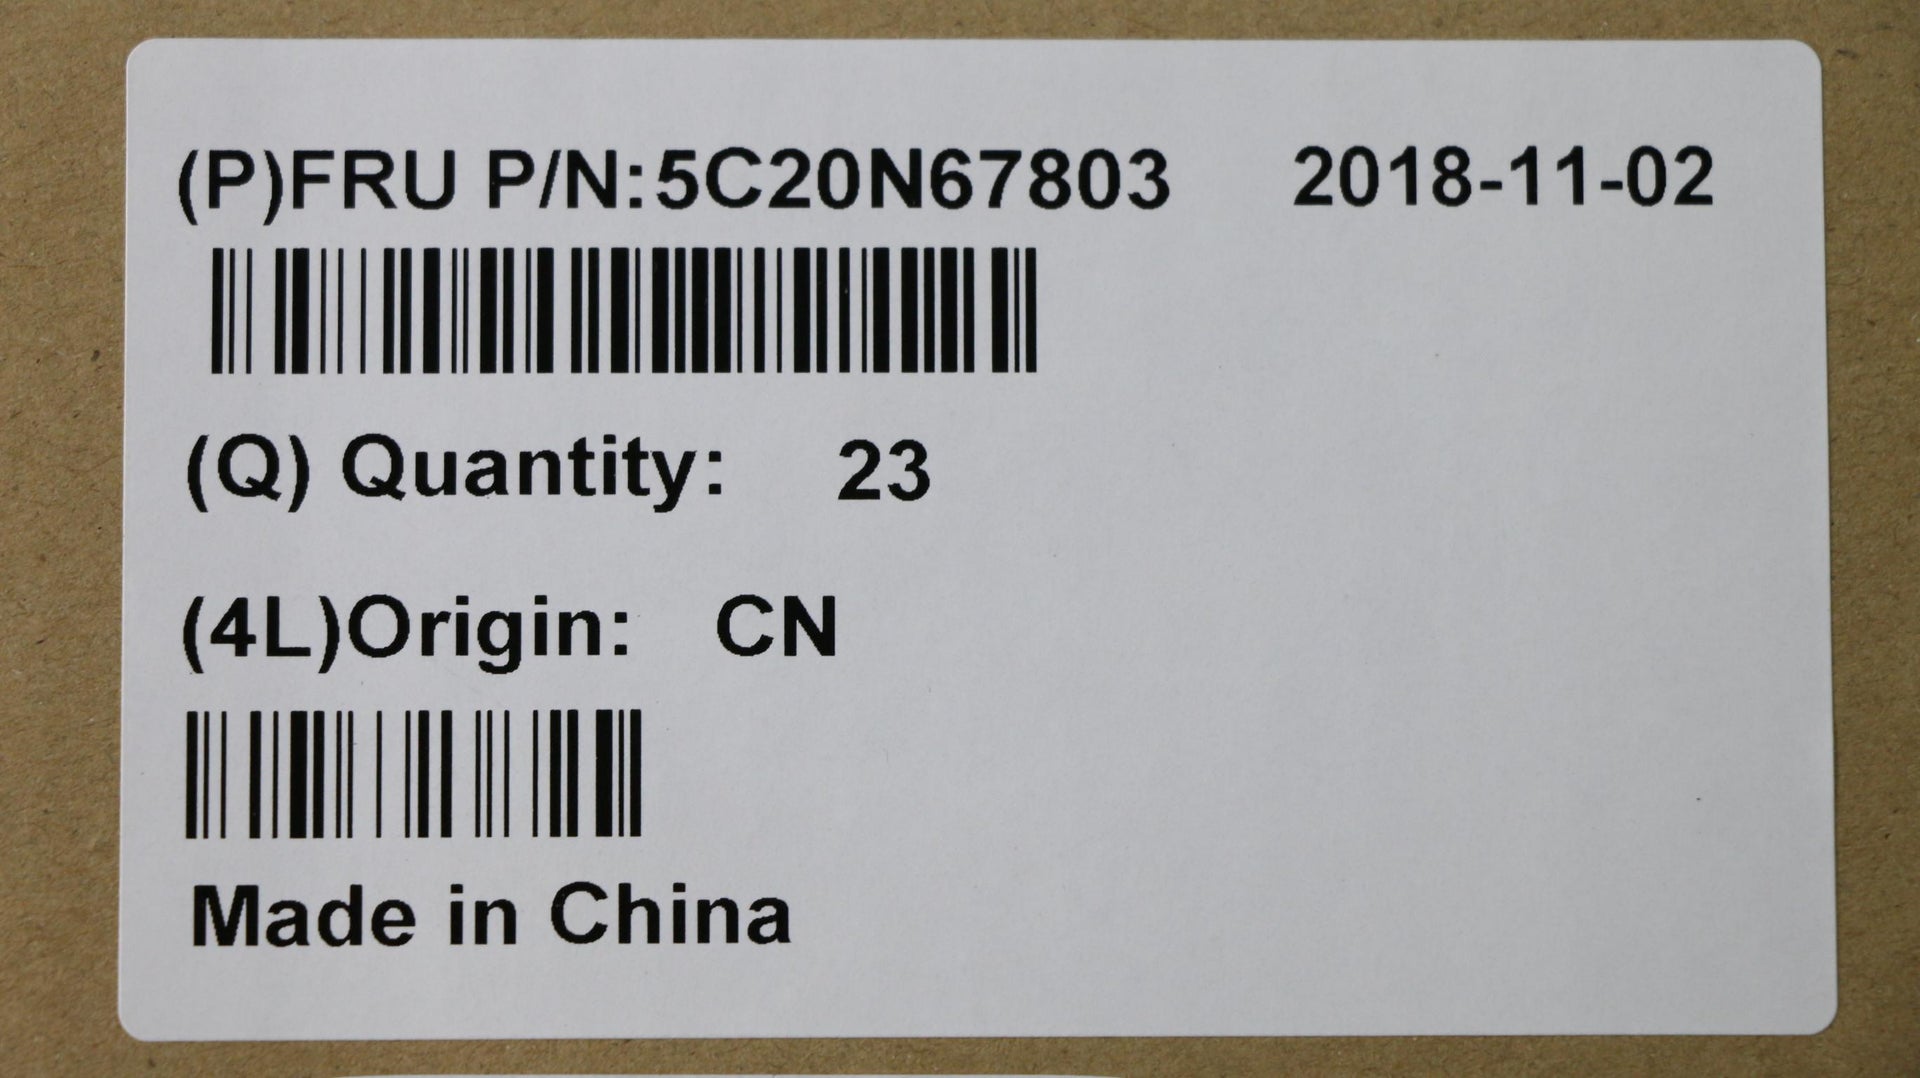 (P)FRU P/N:5C20N67803 2018-11-02
(Q) Quantity: 23
(4L)Origin: CN
Made in China